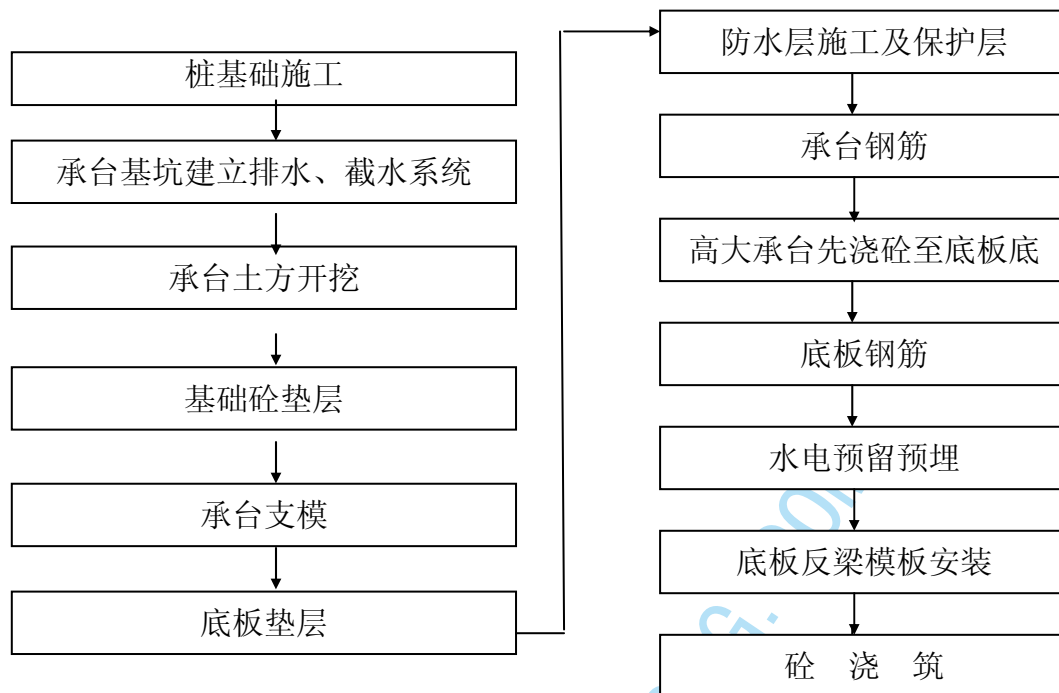 桩基础施工
承台基坑建立排水、截水系统
承台土方开挖
基础砼垫层
承台支模
底板垫层
防水层施工及保护层
承台钢筋
高大承台先浇砼至底板底
底板钢筋
水电预留预埋
底板反梁模板安装
砼 浇 筑